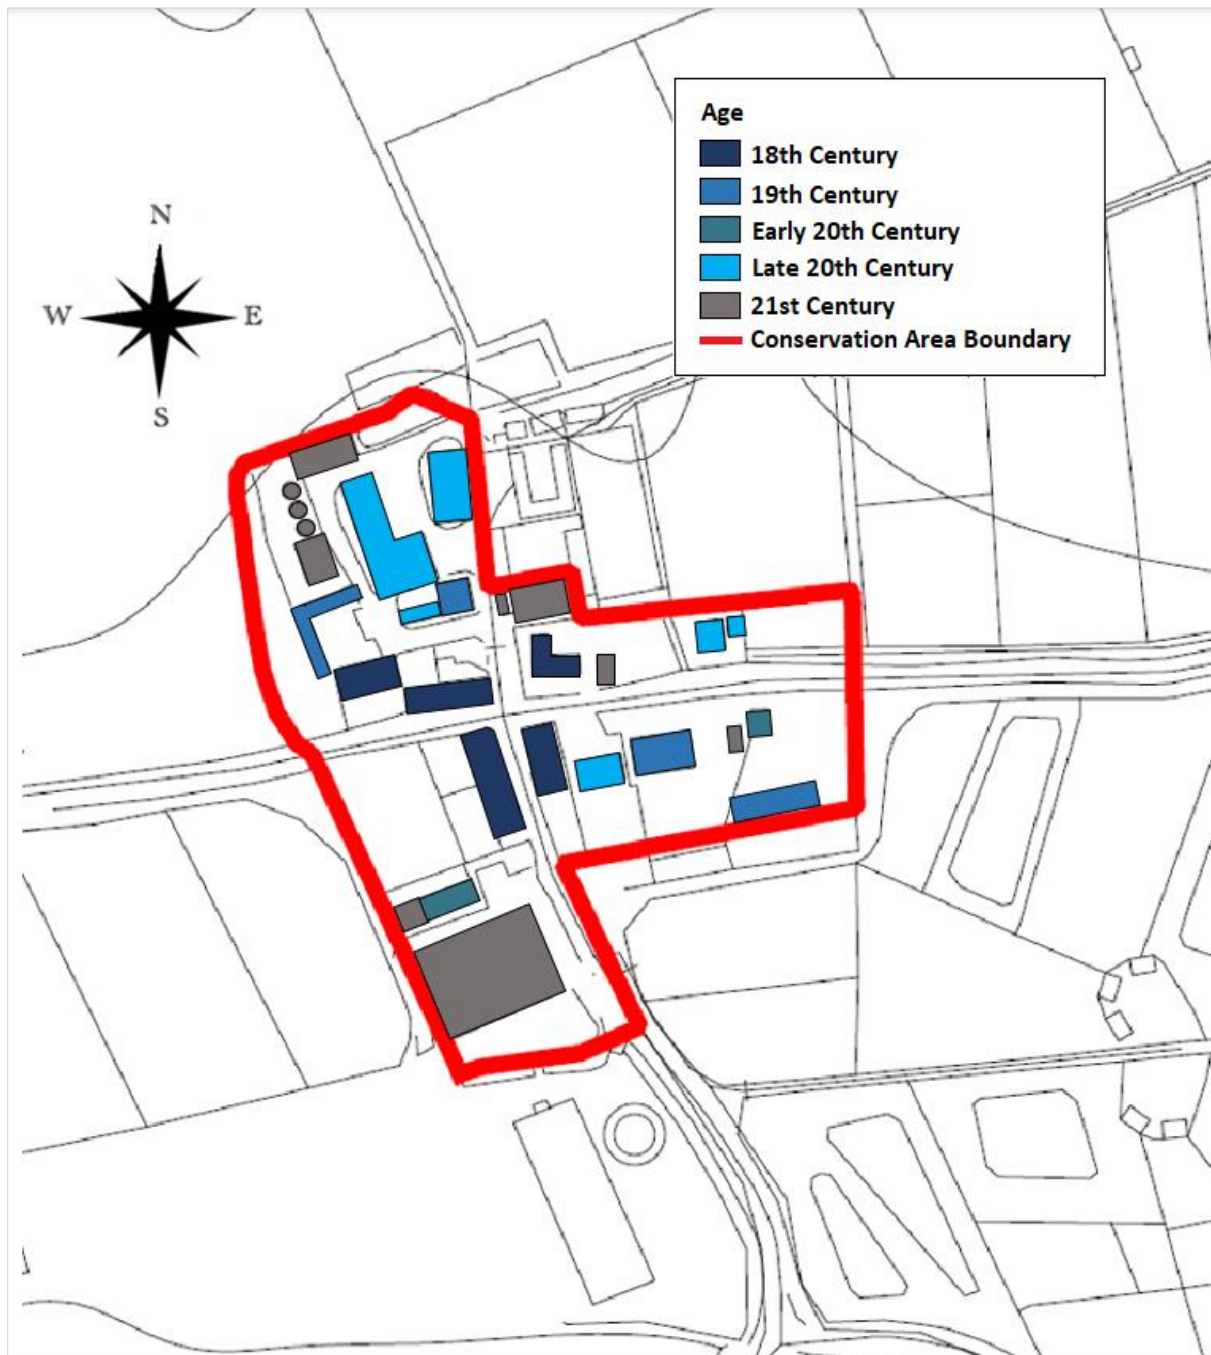 Age
18th Century
19th Century
Early 20th Century
Late 20th Century
21st Century
Conservation Area Boundary
N
W E
S